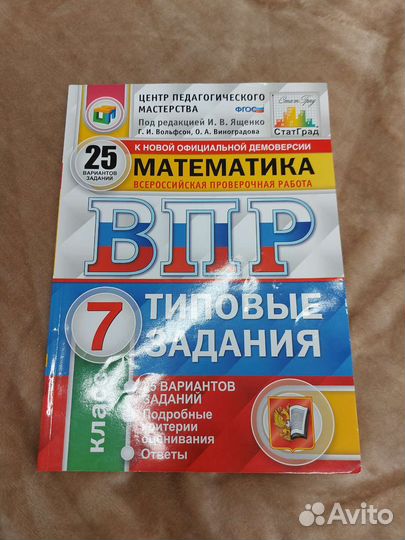 ЦЕНТР ПЕДАГОГИЧЕСКОГО
МАСТЕРСТВА
ФГОС
Под редакцией И. В. Ященко
Г. И. Вольфсон, О. А. Виноградова
СтатГрад
СтатГрад
25
ВАРИАНТОВ
ЗАДАНИЙ
К НОВОЙ ОФИЦИАЛЬНОЙ ДЕМОВЕРСИИ
МАТЕМАТИКА
ВСЕРОССИЙСКАЯ ПРОВЕРОЧНАЯ РАБОТА
ВПР
7
класс
ТИПОВЫЕ
ЗАДАНИЯ
25 ВАРИАНТОВ
ЗАДАНИЙ
Подробные
критерии
оценивания
Ответы
Avito